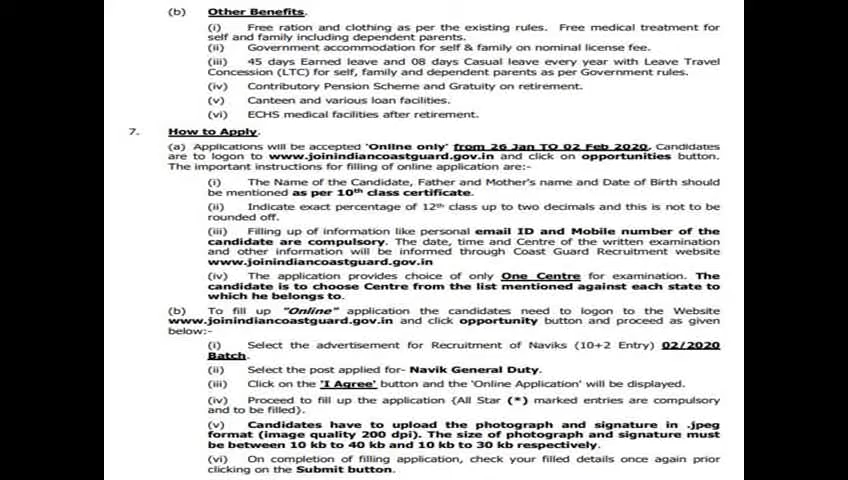 (b) Other Benefits.
(i) Free ration and clothing as per the existing rules. Free medical treatment for
self and family including dependent parents.
(ii) Government accommodation for self & family on nominal license fee.
(iii) 45 days Earned leave and 08 days Casual leave every year with Leave Travel
Concession (LTC) for self, family and dependent parents as per Government rules.
(iv) Contributory Pension Scheme and Gratuity on retirement.
(v) Canteen and various loan facilities.
(vi) ECHS medical facilities after retirement.
7. How to Apply.
(a) Applications will be accepted 'Online only' from 26 Jan TO 02 Feb 2020. Candidates
are to logon to www.joinindiancoastguard.gov.in and click on opportunities button.
The important instructions for filling of online application are:-
(i) The Name of the Candidate, Father and Mother's name and Date of Birth should
be mentioned as per 10th class certificate.
(ii) Indicate exact percentage of 12th class up to two decimals and this is not to be
rounded off.
(iii) Filling up of information like personal email ID and Mobile number of the
candidate are compulsory. The date, time and Centre of the written examination
and other information will be informed through Coast Guard Recruitment website
www.joinindiancoastguard.gov.in
(iv) The application provides choice of only One Centre for examination. The
candidate is to choose Centre from the list mentioned against each state to
which he belongs to.
(b) To fill up "Online" application the candidates need to logon to the Website
www.joinindiancoastguard.gov.in and click opportunity button and proceed as given
below:-
(i) Select the advertisement for Recruitment of Naviks (10+2 Entry) 02/2020
Batch.
(ii) Select the post applied for- Navik General Duty.
(iii) Click on the 'I Agree' button and the 'Online Application' will be displayed.
(iv) Proceed to fill up the application {All Star (*) marked entries are compulsory
and to be filled}.
(v) Candidates have to upload the photograph and signature in .jpeg
format (image quality 200 dpi). The size of photograph and signature must
be between 10 kb to 40 kb and 10 kb to 30 kb respectively.
(vi) On completion of filling application, check your filled details once again prior
clicking on the Submit button.